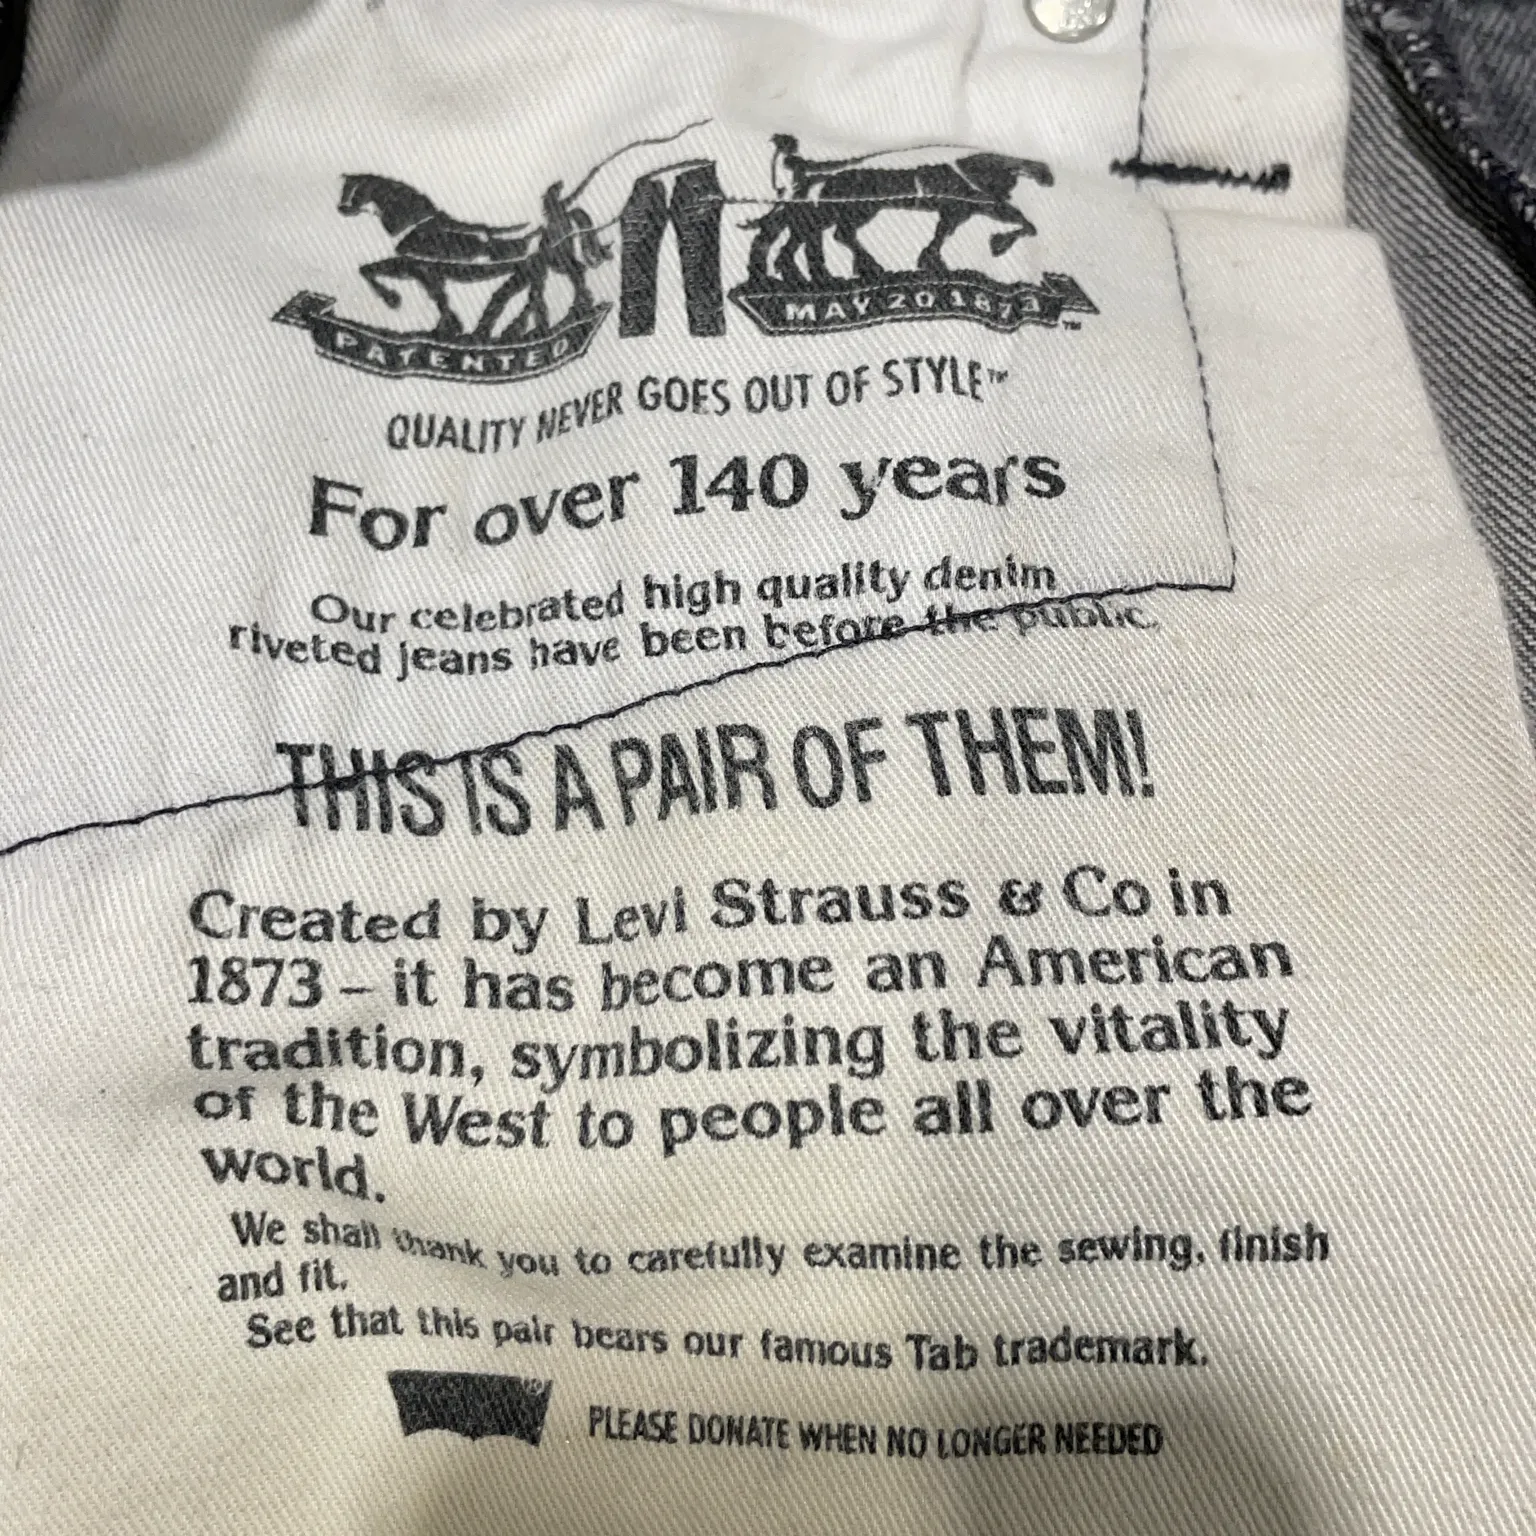 PATENTED
MAY 20 1873 ™
QUALITY NEVER GOES OUT OF STYLE™
For over 140 years
Our celebrated high quality denim
riveted jeans have been before the public.
THIS IS A PAIR OF THEM!
Created by Levi Strauss & Co in
1873 – it has become an American
tradition, symbolizing the vitality
of the West to people all over the
world.
We shall thank you to carefully examine the sewing, finish
and fit.
See that this pair bears our famous Tab trademark.
® PLEASE DONATE WHEN NO LONGER NEEDED